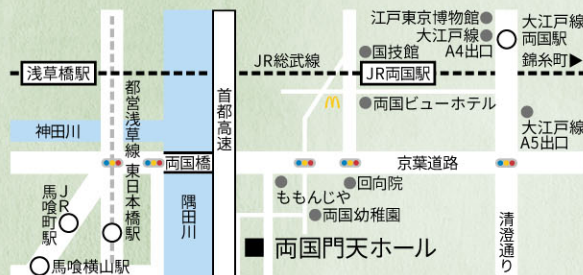 江戸東京博物館
大江戸線
A4出口
大江戸線
両国駅
錦糸町▶
国技館
JR総武線
JR両国駅
浅草橋駅
都営浅草線
首都高速
両国ビューホテル
大江戸線
A5出口
神田川
両国橋
京葉道路
東日本橋駅
JR
馬喰町駅
隅田川
ももんじや
回向院
両国幼稚園
清澄通り
■ 両国門天ホール
馬喰横山駅